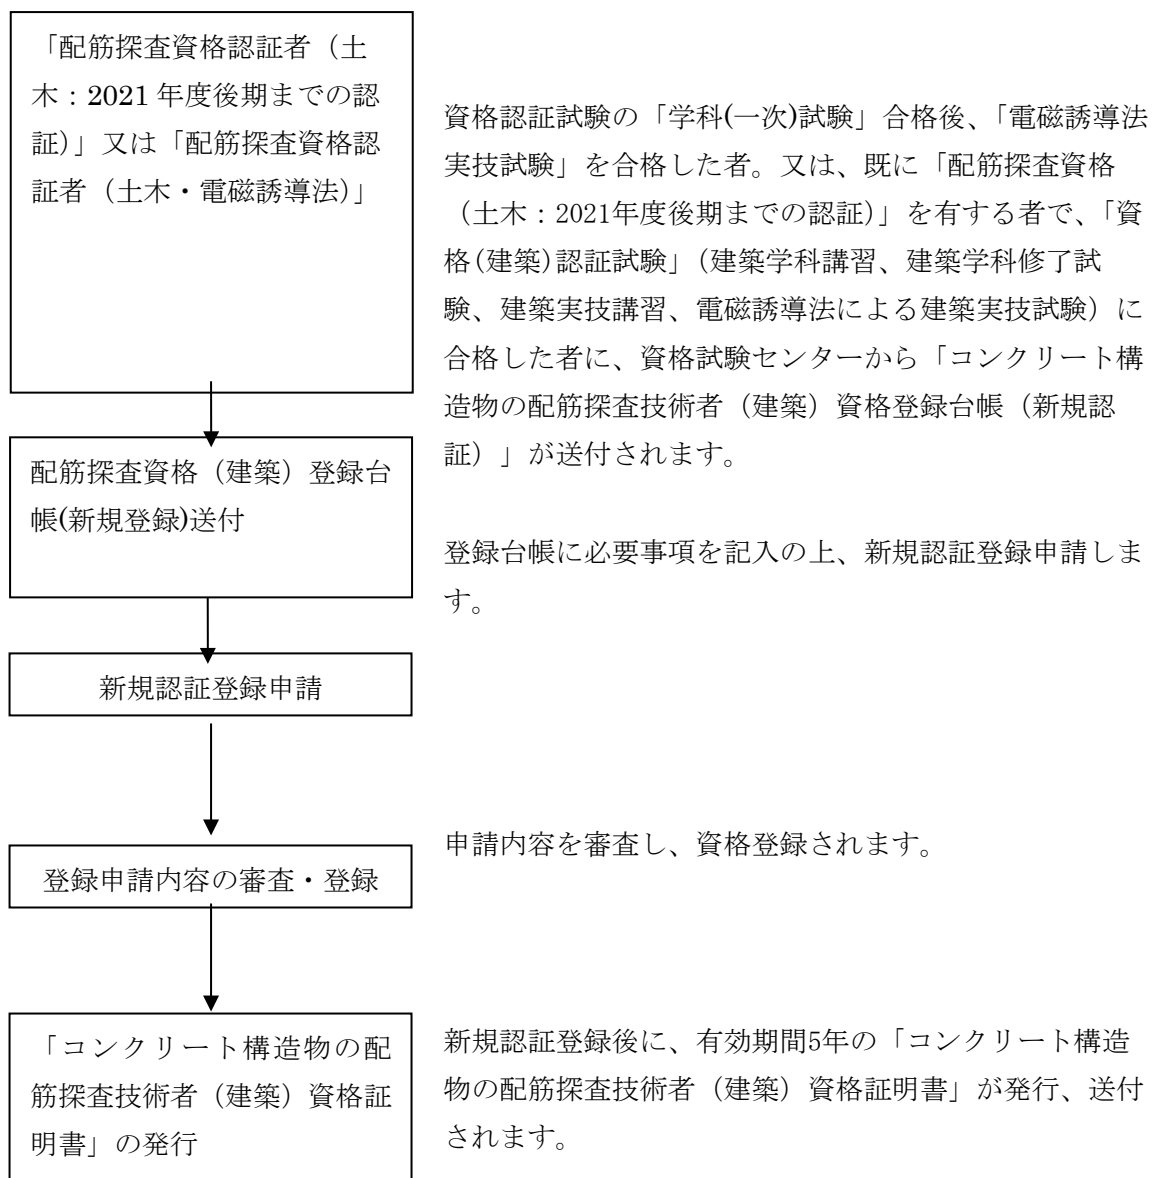 「配筋探査資格認証者（土
木：2021 年度後期までの認
証）」又は「配筋探査資格認
証者（土木・電磁誘導法）」
資格認証試験の「学科(一次)試験」合格後、「電磁誘導法
実技試験」を合格した者。又は、既に「配筋探査資格
（土木：2021年度後期までの認証）」を有する者で、「資
格(建築)認証試験」（建築学科講習、建築学科修了試
験、建築実技講習、電磁誘導法による建築実技試験）に
合格した者に、資格試験センターから「コンクリート構
造物の配筋探査技術者（建築）資格登録台帳（新規認
証）」が送付されます。
配筋探査資格（建築）登録台
帳(新規登録)送付
登録台帳に必要事項を記入の上、新規認証登録申請しま
す。
新規認証登録申請
申請内容を審査し、資格登録されます。
登録申請内容の審査・登録
「コンクリート構造物の配
筋探査技術者（建築）資格証
明書」の発行
新規認証登録後に、有効期間5年の「コンクリート構造
物の配筋探査技術者（建築）資格証明書」が発行、送付
されます。